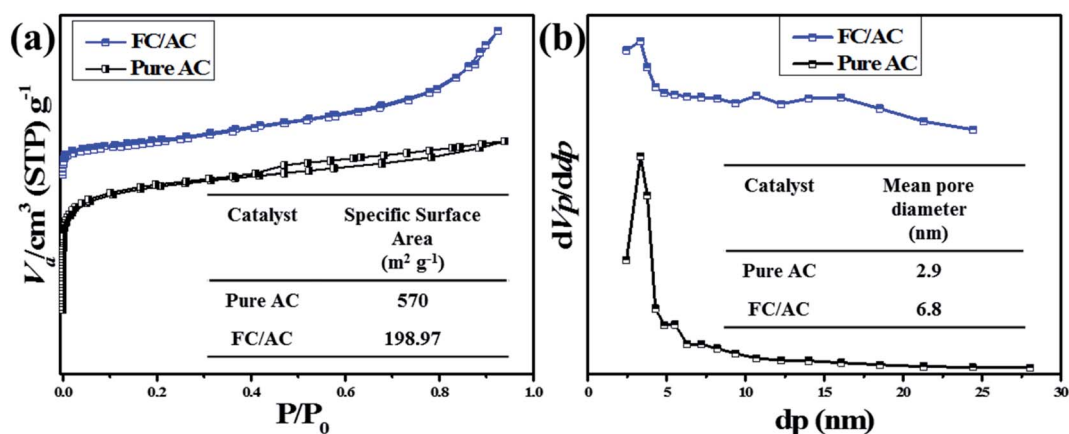 (a)
FC/AC
Pure AC
Va/cm³ (STP) g⁻¹
Catalyst Specific Surface
Area
(m² g⁻¹)
Pure AC 570
FC/AC 198.97
0.0 0.2 0.4 0.6 0.8 1.0
P/P₀
(b)
FC/AC
Pure AC
dVp/ddp
Catalyst Mean pore
diameter
(nm)
Pure AC 2.9
FC/AC 6.8
0 5 10 15 20 25 30
dp (nm)